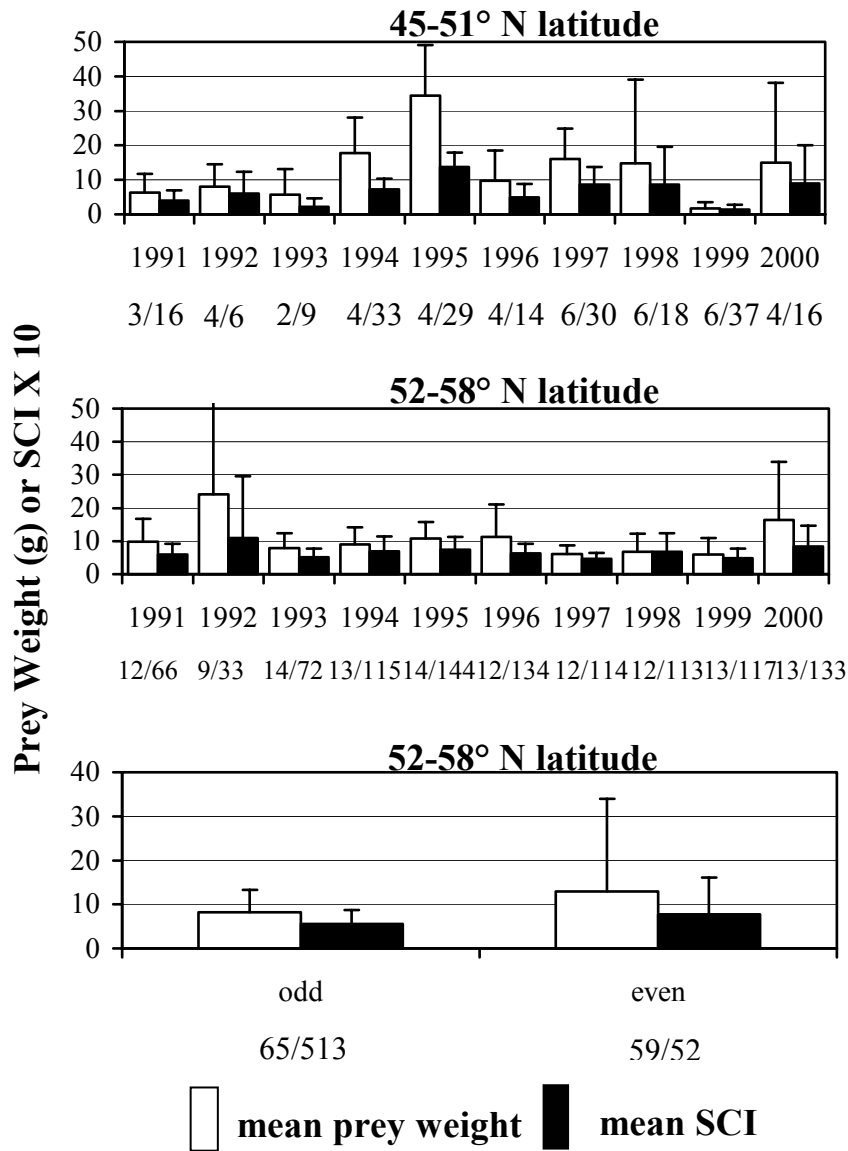 45-51° N latitude
50
40
30
20
10
0
1991 1992 1993 1994 1995 1996 1997 1998 1999 2000
3/16 4/6 2/9 4/33 4/29 4/14 6/30 6/18 6/37 4/16
Prey Weight (g) or SCI X 10
52-58° N latitude
50
40
30
20
10
0
1991 1992 1993 1994 1995 1996 1997 1998 1999 2000
12/66 9/33 14/72 13/115 14/144 12/134 12/114 12/113 13/117 13/133
52-58° N latitude
40
30
20
10
0
odd even
65/513 59/52
mean prey weight mean SCI